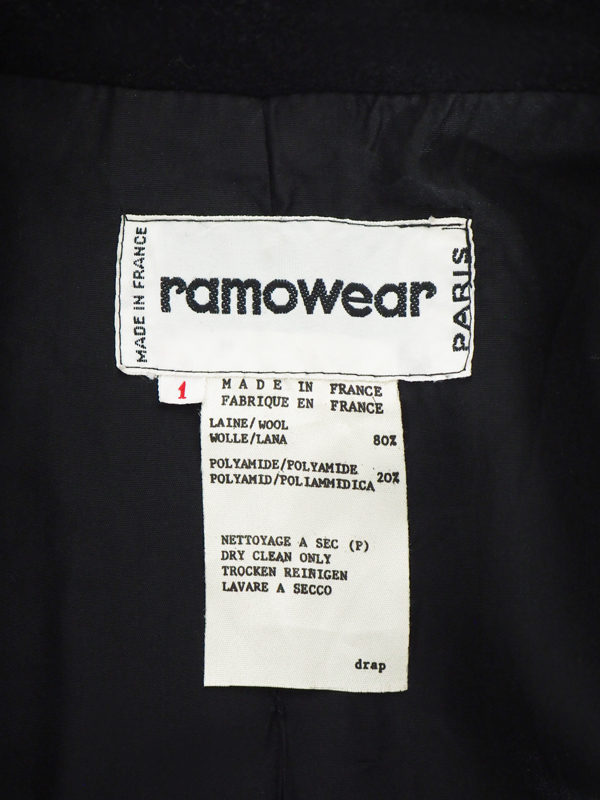 MADE IN FRANCE
ramowear
PARIS
1
MADE IN FRANCE
FABRIQUE EN FRANCE
LAINE/WOOL
WOLLE/LANA 80%
POLYAMIDE/POLYAMIDE
POLYAMID/POLIAMMIDICA 20%
NETTOYAGE A SEC (P)
DRY CLEAN ONLY
TROCKEN REINIGEN
LAVARE A SECCO
drap